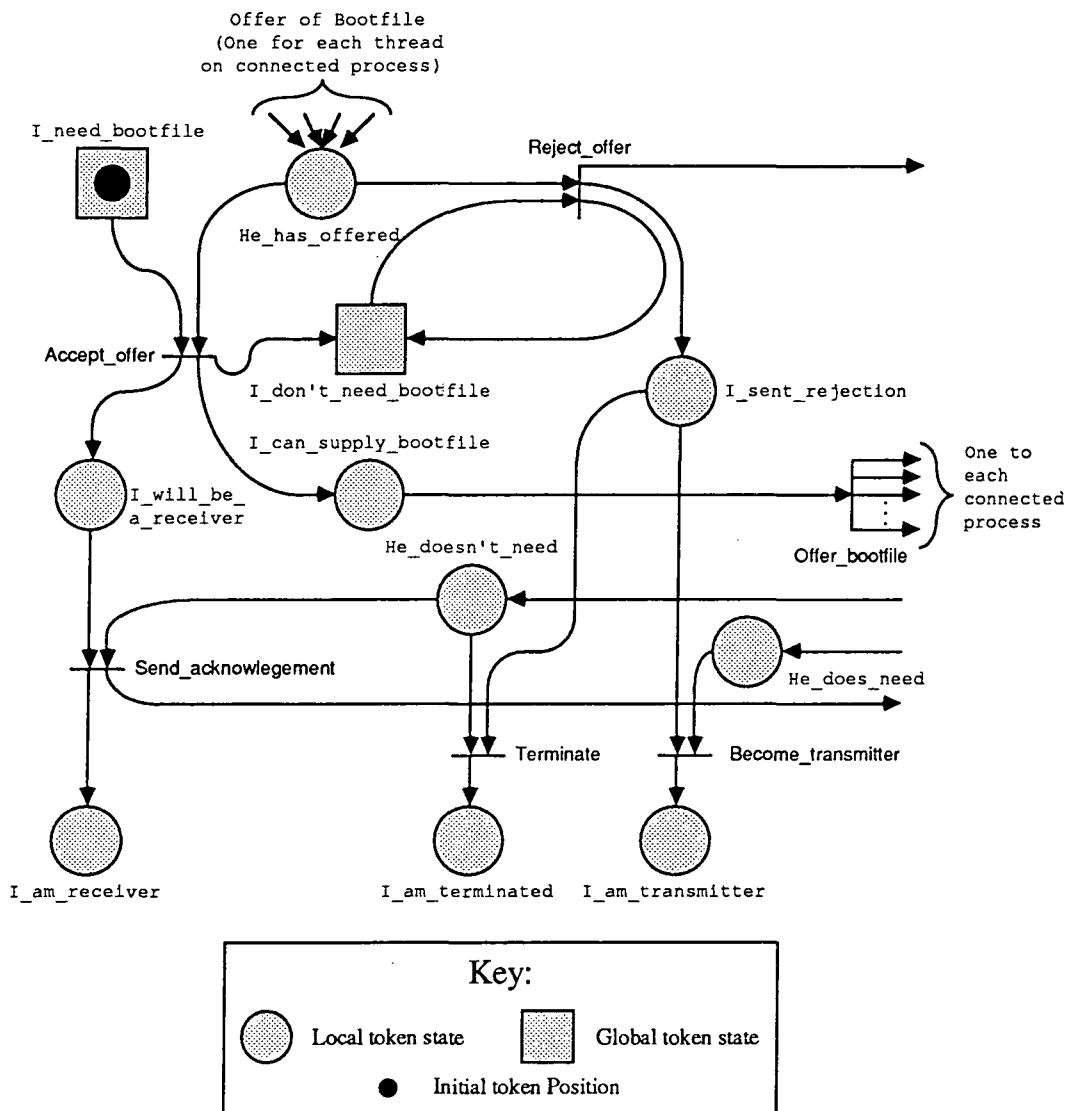 Offer of Bootfile
(One for each thread
on connected process)
I_need_bootfile
Reject_offer
He_has_offered
Accept_offer
I_don't_need_bootfile
I_sent_rejection
I_can_supply_bootfile
I_will_be_
a_receiver
One to
each
connected
process
He_doesn't_need
Offer_bootfile
Send_acknowlegement
He_does_need
Terminate
Become_transmitter
I_am_receiver
I_am_terminated
I_am_transmitter
Key:
Local token state
Global token state
Initial token Position